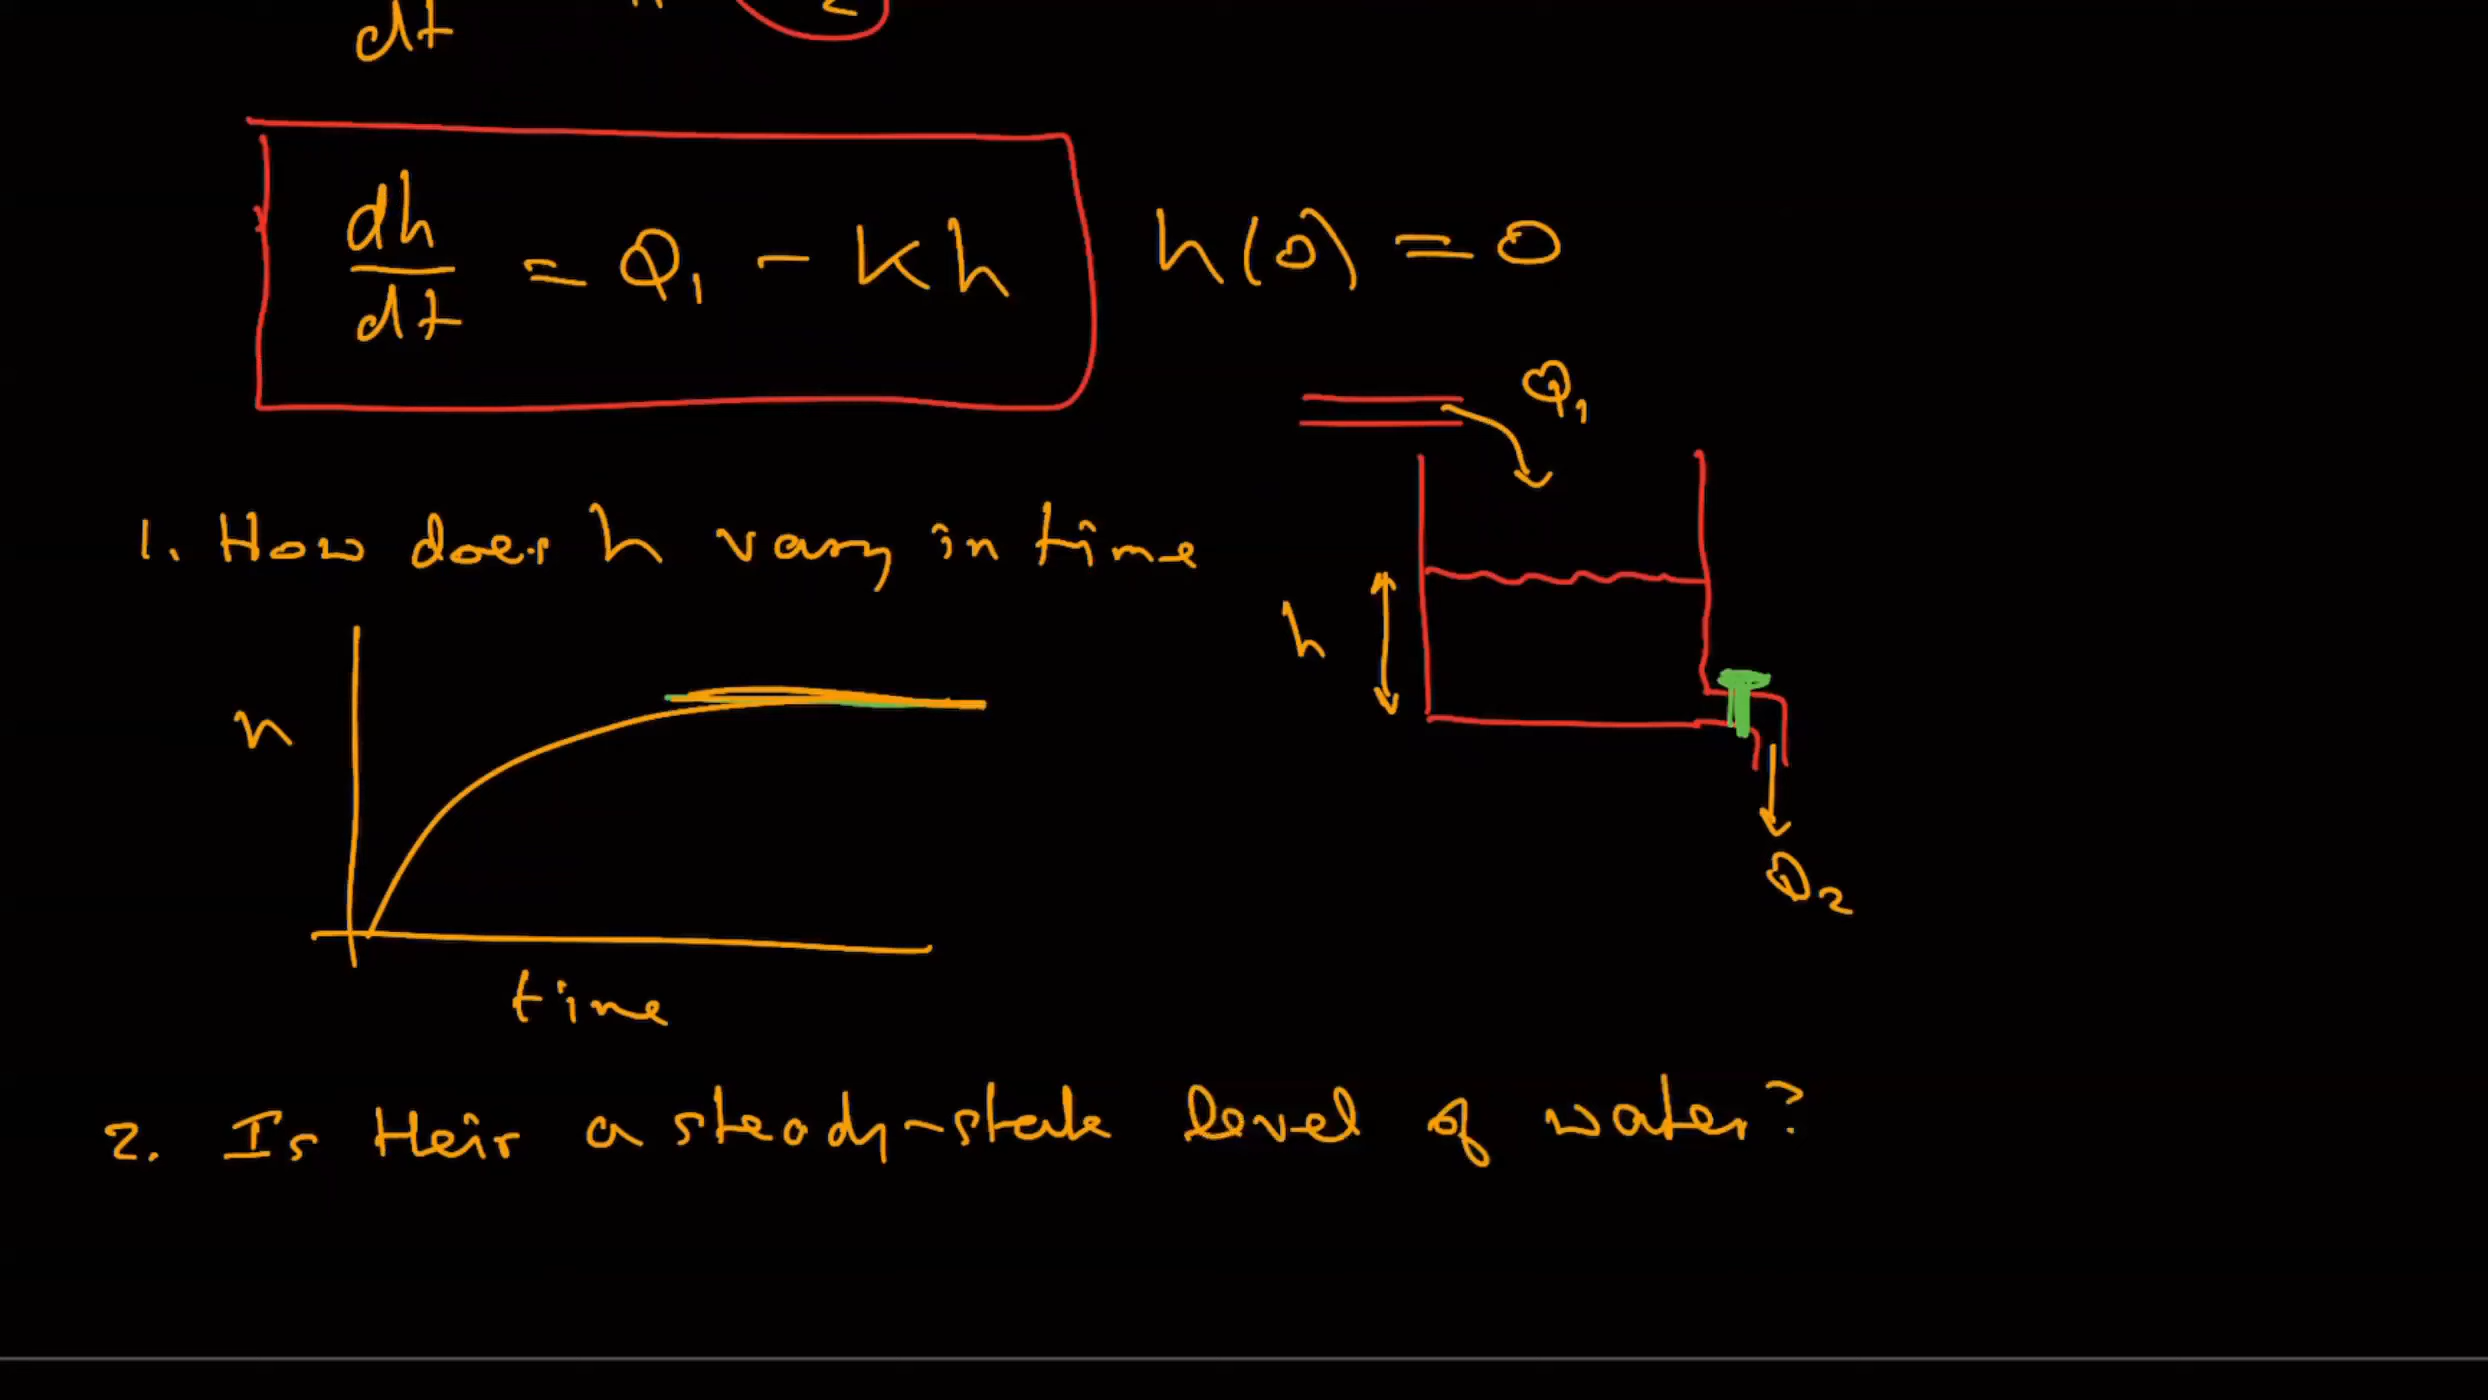 dt
2
dh/dt = Q₁ - Kh h(0) = 0
Q₁
1. How does h vary in time
h
h
Q₂
time
2. Is their a steady-state level of water?